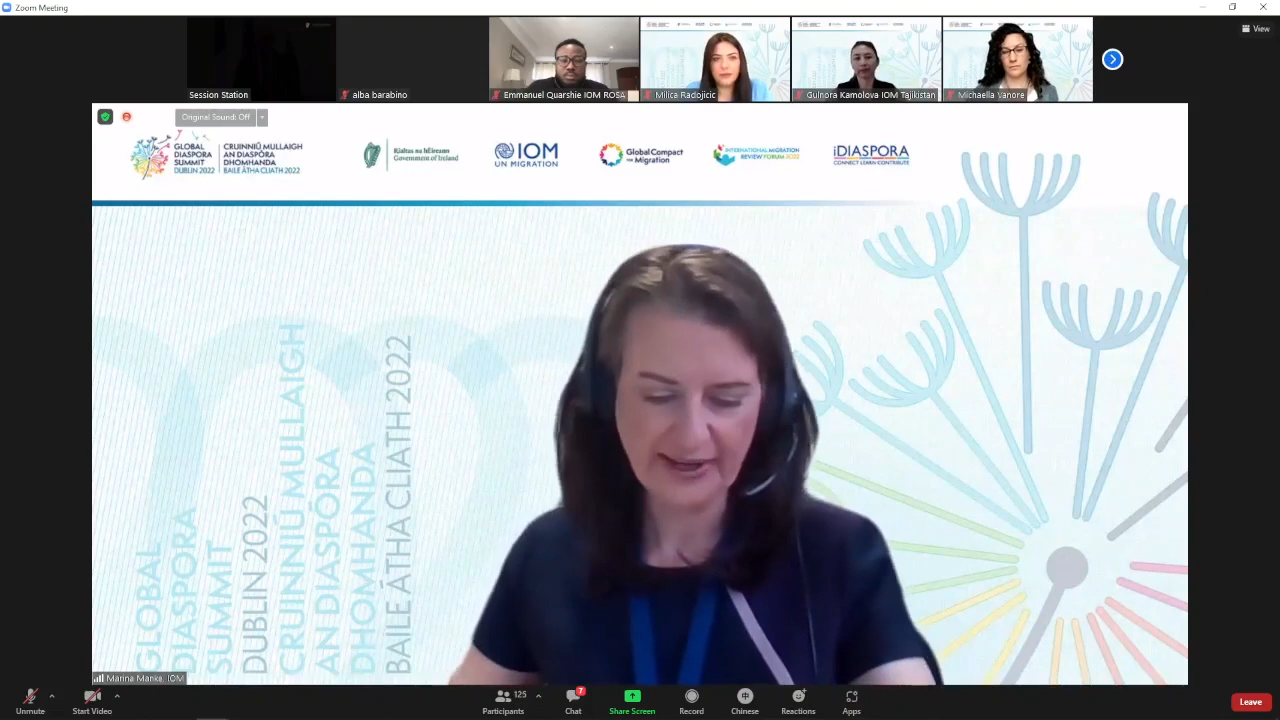 Zoom Meeting
View
Session Station
alba barabino
Emmanuel Quarshie IOM ROSA
Milica Radojicic
Gulnora Kamolova IOM Tajikistan
Michaella Vanore
Original Sound: Off
GLOBAL
DIASPORA
SUMMIT
DUBLIN 2022
CRUINNIÚ MULLAIGH
AN DIASPÓRA
DHOMHANDA
BAILE ÁTHA CLIATH 2022
Rialtas na hÉireann
Government of Ireland
IOM
UN MIGRATION
Global Compact
for Migration
INTERNATIONAL MIGRATION
REVIEW FORUM 2022
iDIASPORA
CONNECT LEARN CONTRIBUTE
GLOBAL
DIASPORA
SUMMIT
DUBLIN 2022
CRUINNIÚ MULLAIGH
AN DIASPÓRA
DHOMHANDA
BAILE ÁTHA CLIATH 2022
Marina Manke, IOM
Unmute
Start Video
125
Participants
7
Chat
Share Screen
Record
中
Chinese
Reactions
Apps
Leave